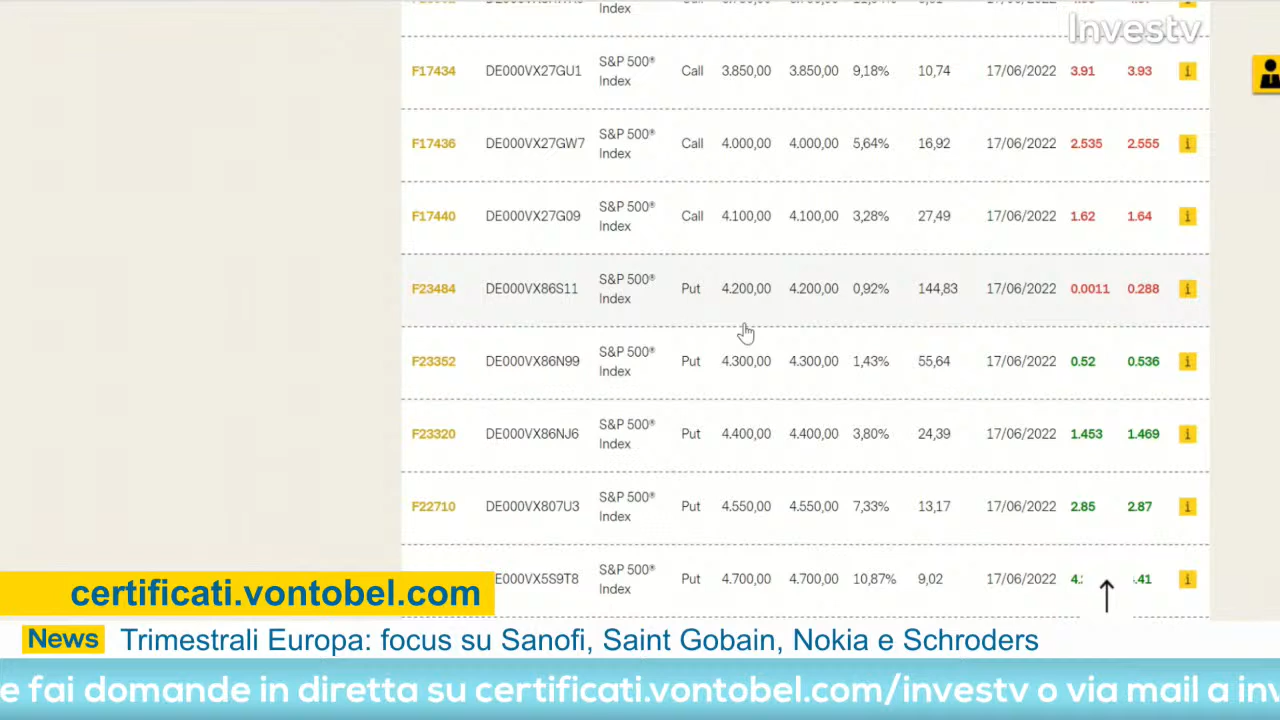 Index
Investv
F17434 DE000VX27GU1 S&P 500® Index Call 3.850,00 3.850,00 9,18% 10,74 17/06/2022 3.91 3.93 i
F17436 DE000VX27GW7 S&P 500® Index Call 4.000,00 4.000,00 5,64% 16,92 17/06/2022 2.535 2.555 i
F17440 DE000VX27G09 S&P 500® Index Call 4.100,00 4.100,00 3,28% 27,49 17/06/2022 1.62 1.64 i
F23484 DE000VX86S11 S&P 500® Index Put 4.200,00 4.200,00 0,92% 144,83 17/06/2022 0.0011 0.288 i
F23352 DE000VX86N99 S&P 500® Index Put 4.300,00 4.300,00 1,43% 55,64 17/06/2022 0.52 0.536 i
F23320 DE000VX86NJ6 S&P 500® Index Put 4.400,00 4.400,00 3,80% 24,39 17/06/2022 1.453 1.469 i
F22710 DE000VX807U3 S&P 500® Index Put 4.550,00 4.550,00 7,33% 13,17 17/06/2022 2.85 2.87 i
EOOOVX5S9T8 S&P 500® Index Put 4.700,00 4.700,00 10,87% 9,02 17/06/2022 i
certificati.vontobel.com
News Trimestrali Europa: focus su Sanofi, Saint Gobain, Nokia e Schroders
e fai domande in diretta su certificati.vontobel.com/investv o via mail a inv